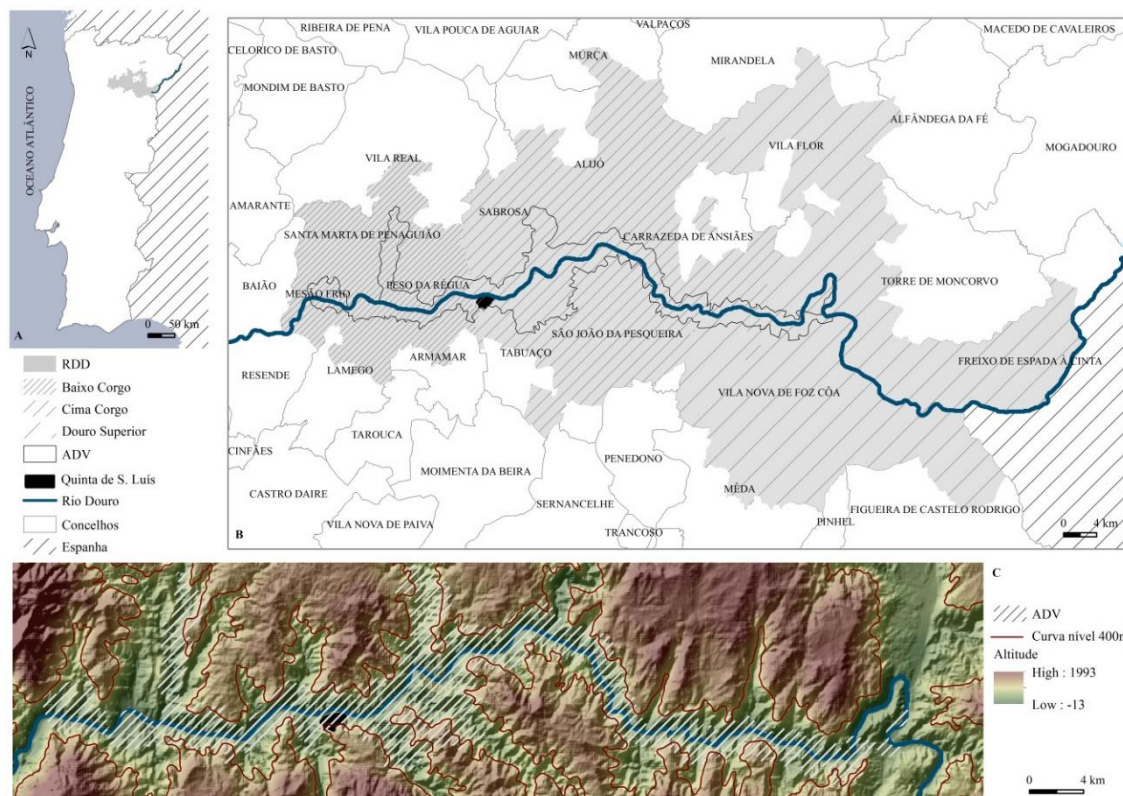 N
OCEANO ATLÂNTICO
0 50 km
A
RDD
Baixo Corgo
Cima Corgo
Douro Superior
ADV
Quinta de S. Luís
Rio Douro
Concelhos
Espanha
RIBEIRA DE PENA
VILA POUCA DE AGUIAR
VALPAÇOS
MACEDO DE CAVALEIROS
CELORICO DE BASTO
MURÇA
MIRANDELA
MONDIM DE BASTO
ALFÂNDEGA DA FÉ
MOGADOURO
VILA REAL
ALIJÓ
VILA FLOR
AMARANTE
SABROSA
SANTA MARTA DE PENAGUIÃO
CARRAZEDA DE ANSIÃES
BAIÃO
MESÃO FRIO
PESO DA RÉGUA
TORRE DE MONCORVO
SÃO JOÃO DA PESQUEIRA
ARMAMAR
TABUAÇO
FREIXO DE ESPADA À CINTA
RESENDE
LAMEGO
VILA NOVA DE FOZ CÔA
TAROUCA
CINFÃES
MOIMENTA DA BEIRA
PENEDONO
CASTRO DAIRE
SERNANCELHE
MÊDA
FIGUEIRA DE CASTELO RODRIGO
VILA NOVA DE PAIVA
TRANCOSO
PINHEL
0 4 km
B
C
ADV
Curva nível 400m
Altitude
High : 1993
Low : -13
0 4 km